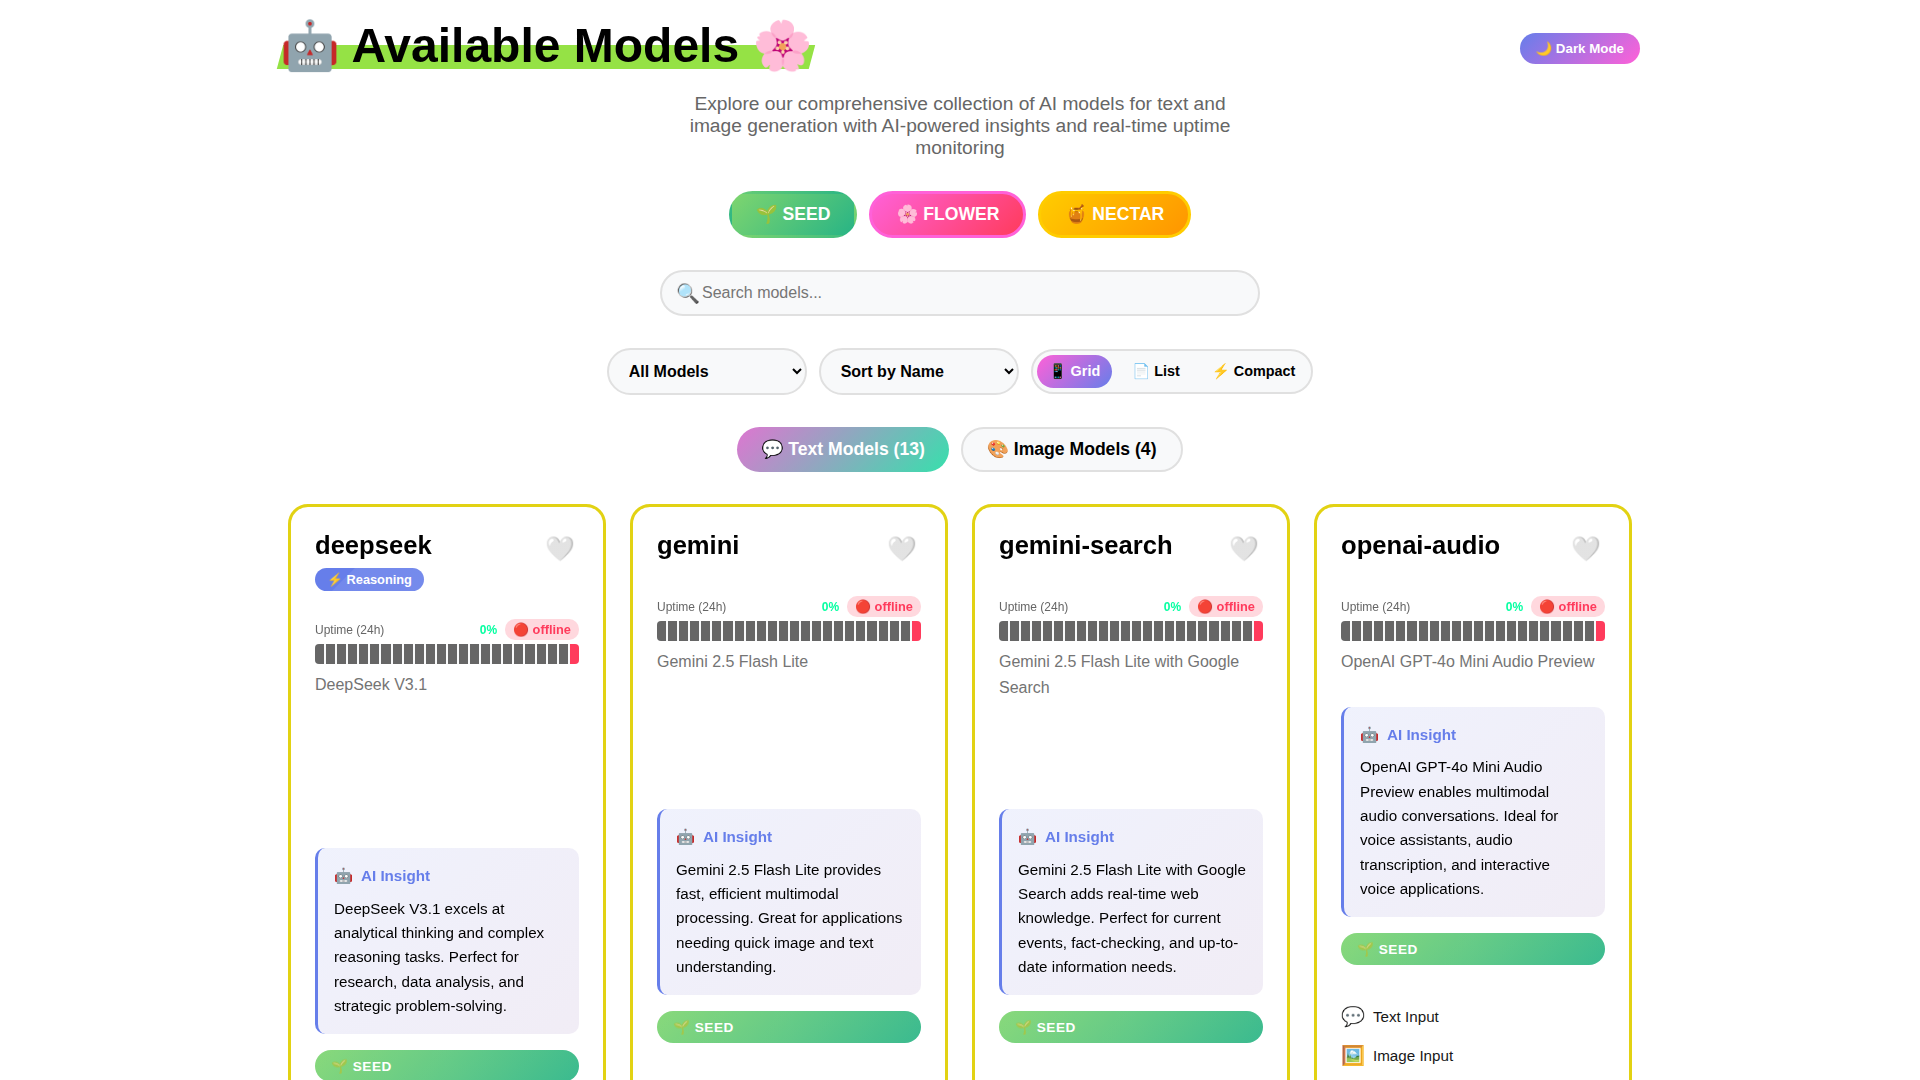 🤖 Available Models 🌸
🌙 Dark Mode
Explore our comprehensive collection of AI models for text and
image generation with AI-powered insights and real-time uptime
monitoring
🌱 SEED
🌸 FLOWER
🍯 NECTAR
🔍 Search models...
All Models
Sort by Name
📱 Grid
📄 List
⚡ Compact
💬 Text Models (13)
🎨 Image Models (4)
deepseek
⚡ Reasoning
Uptime (24h)
0%
🔴 offline
DeepSeek V3.1
🤖 AI Insight
DeepSeek V3.1 excels at
analytical thinking and complex
reasoning tasks. Perfect for
research, data analysis, and
strategic problem-solving.
🌱 SEED
gemini
Uptime (24h)
0%
🔴 offline
Gemini 2.5 Flash Lite
🤖 AI Insight
Gemini 2.5 Flash Lite provides
fast, efficient multimodal
processing. Great for applications
needing quick image and text
understanding.
🌱 SEED
gemini-search
Uptime (24h)
0%
🔴 offline
Gemini 2.5 Flash Lite with Google
Search
🤖 AI Insight
Gemini 2.5 Flash Lite with Google
Search adds real-time web
knowledge. Perfect for current
events, fact-checking, and up-to-
date information needs.
🌱 SEED
openai-audio
Uptime (24h)
0%
🔴 offline
OpenAI GPT-4o Mini Audio Preview
🤖 AI Insight
OpenAI GPT-4o Mini Audio
Preview enables multimodal
audio conversations. Ideal for
voice assistants, audio
transcription, and interactive
voice applications.
🌱 SEED
💬 Text Input
🖼️ Image Input